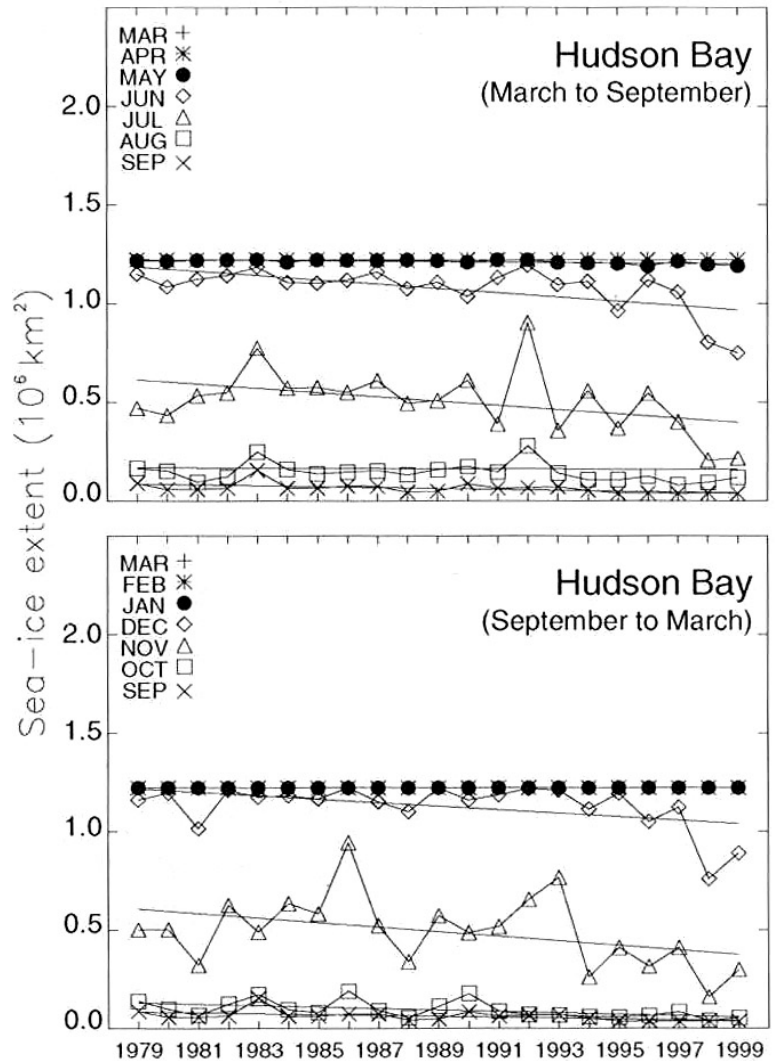 MAR +
APR
MAY
JUN
JUL
AUG
SEP
Hudson Bay
(March to September)
2.0
1.5
1.0
0.5
0.0
Sea-ice extent (10⁶ km²)
MAR +
FEB
JAN
DEC
NOV
OCT
SEP
Hudson Bay
(September to March)
2.0
1.5
1.0
0.5
0.0
1979 1981 1983 1985 1987 1989 1991 1993 1995 1997 1999